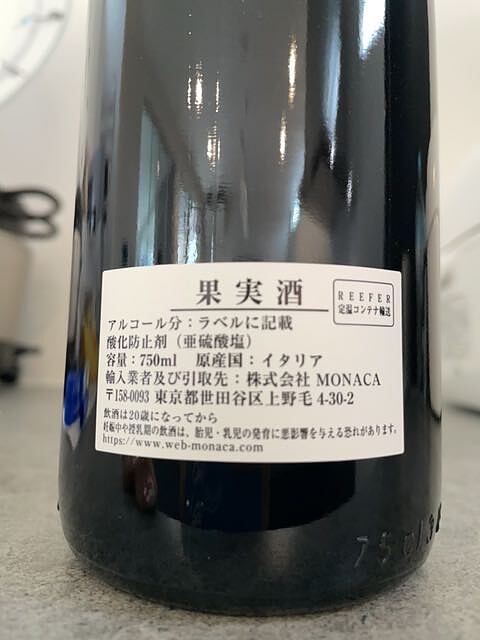 果実酒
REEFER
定温コンテナ輸送
アルコール分：ラベルに記載
酸化防止剤（亜硫酸塩）
容量：750ml 原産国：イタリア
輸入業者及び引取先：株式会社 MONACA
〒158-0093 東京都世田谷区上野毛 4-30-2
飲酒は20歳になってから
妊娠中や授乳期の飲酒は、胎児・乳児の発育に悪影響を与える恐れがあります。
https://www.web-monaca.com